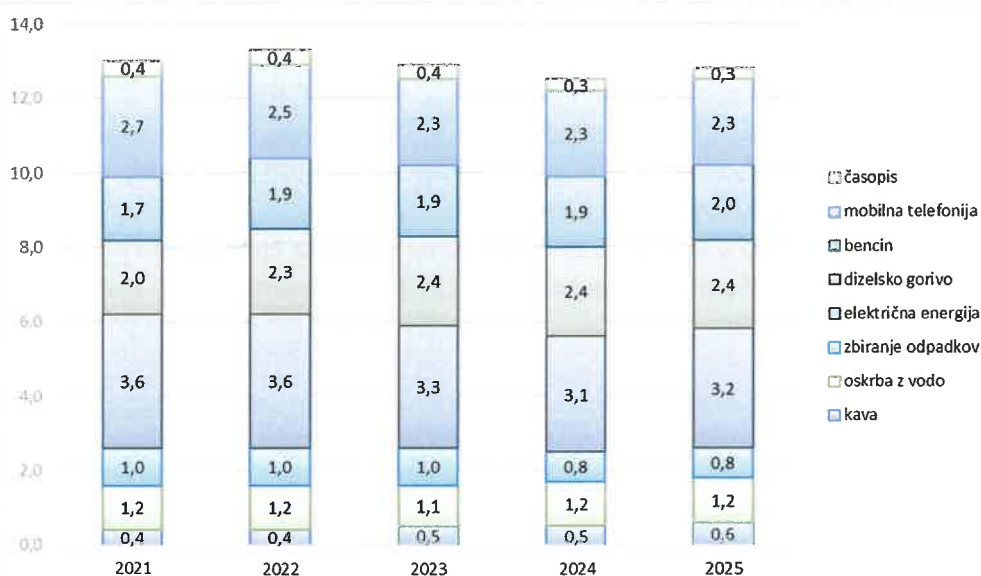 14,0
12,0
10,0
8,0
6,0
4,0
2,0
0,0
0,4 0,4 0,4 0,3 0,3
2,7 2,5 2,3 2,3 2,3
1,7 1,9 1,9 1,9 2,0
2,0 2,3 2,4 2,4 2,4
3,6 3,6 3,3 3,1 3,2
1,0 1,0 1,0 0,8 0,8
1,2 1,2 1,1 1,2 1,2
0,4 0,4 0,5 0,5 0,6
2021 2022 2023 2024 2025
časopis
mobilna telefonija
bencin
dizelsko gorivo
električna energija
zbiranje odpadkov
oskrba z vodo
kava